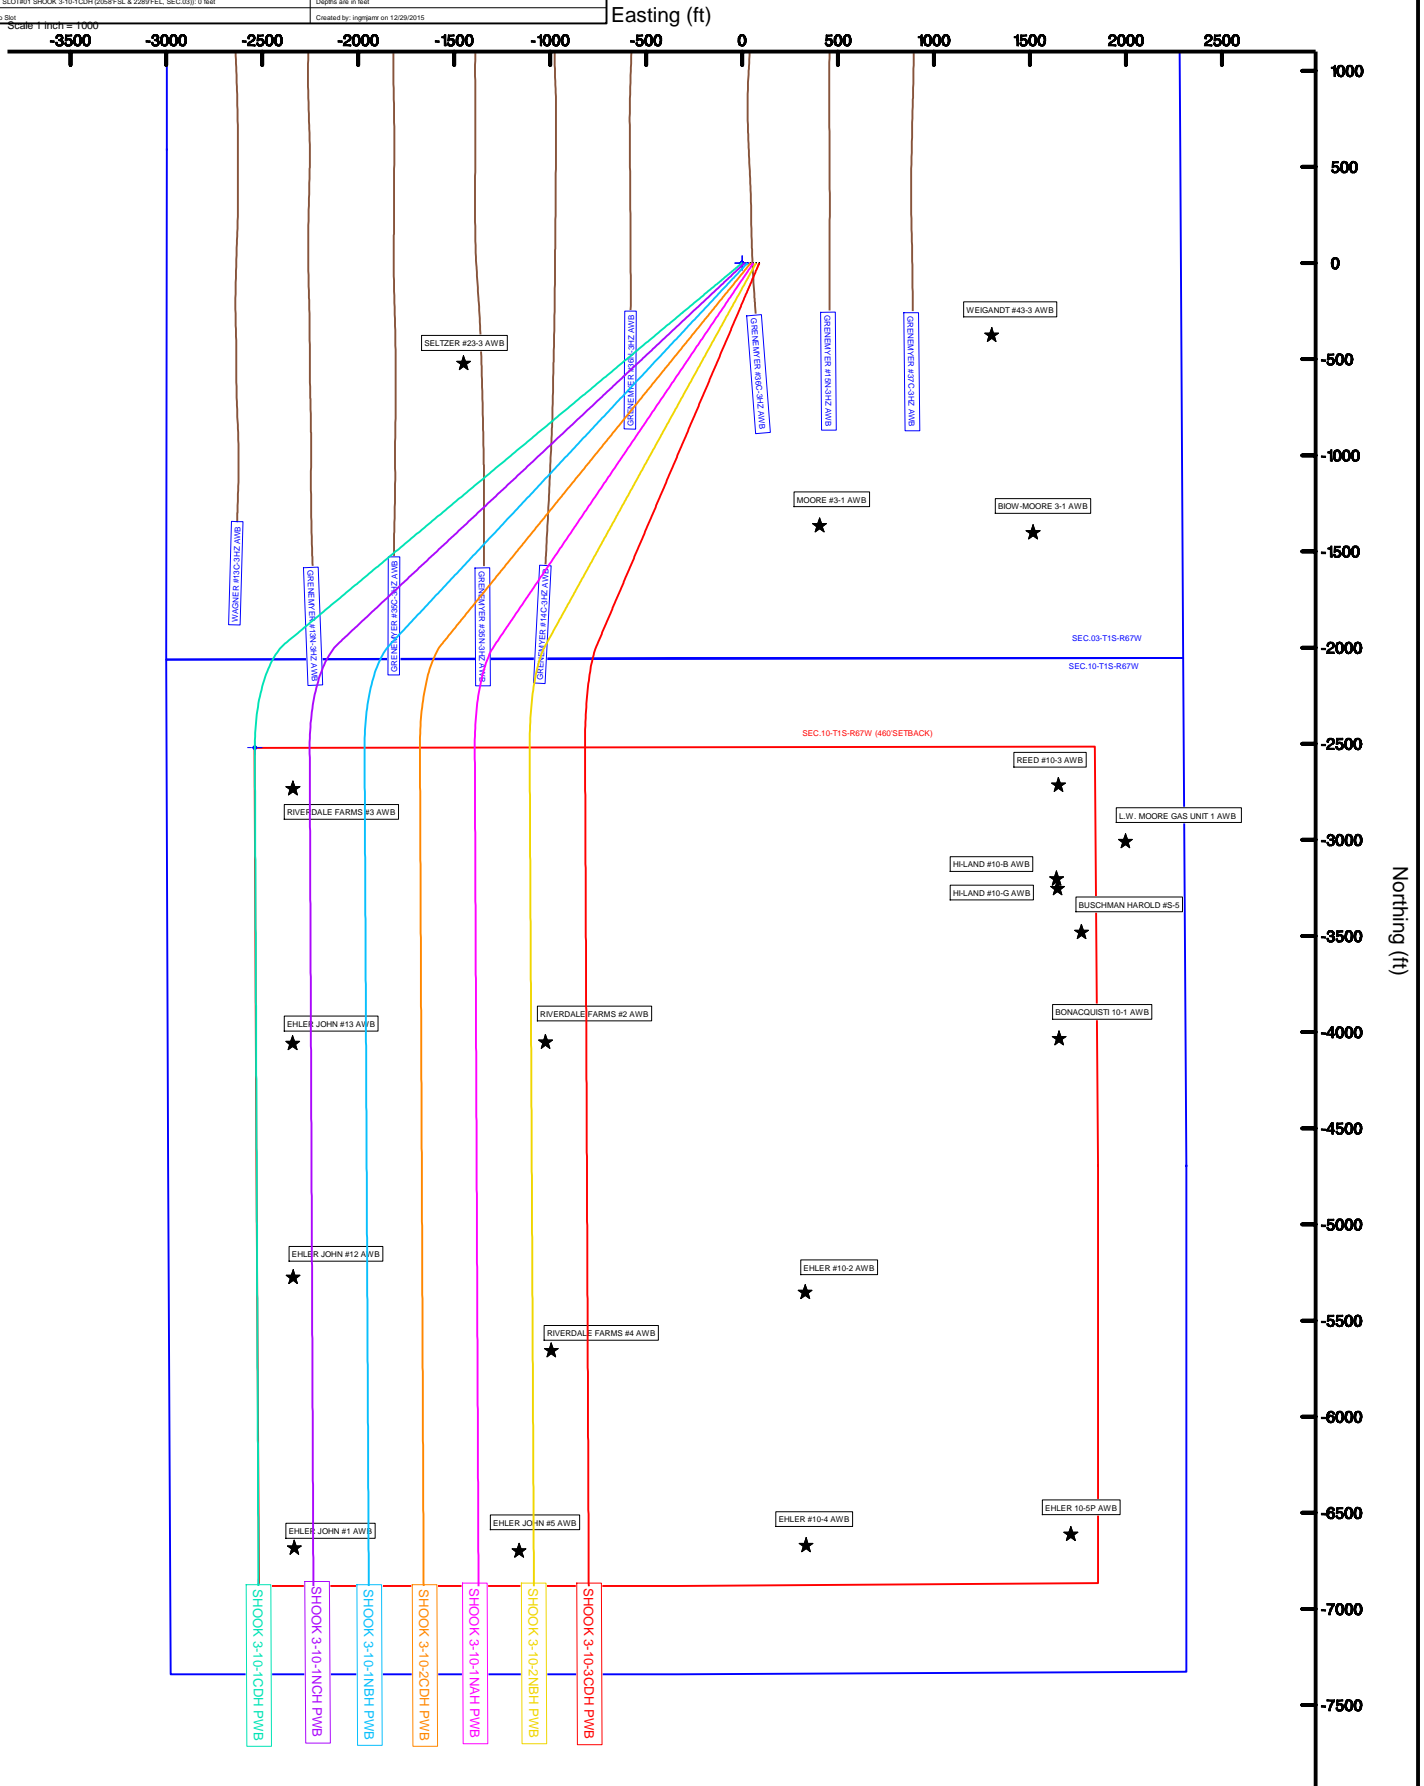 SLOT#01 SHOOK 3-10-1CDH (2058'FSL & 2289'FEL, SEC.03)): 0 feet
Depths are in feet
Slot
Created by: ingmjamr on 12/29/2015
Scale 1 inch = 1000
Easting (ft)
-3500 -3000 -2500 -2000 -1500 -1000 -500 0 500 1000 1500 2000 2500
1000
500
0
-500
-1000
-1500
-2000
-2500
-3000
-3500
-4000
-4500
-5000
-5500
-6000
-6500
-7000
-7500
Northing (ft)
WEIGANDT #43-3 AWB
SELTZER #23-3 AWB
GRENEMYER #36N-3HZ AWB
GRENEMYER #36C-3HZ AWB
GRENEMYER #15N-3HZ AWB
GRENEMYER #37C-3HZ AWB
MOORE #3-1 AWB
BIOW-MOORE 3-1 AWB
WAGNER #13C-3HZ AWB
GRENEMYER #13N-3HZ AWB
GRENEMYER #35C-3HZ AWB
GRENEMYER #35N-3HZ AWB
GRENEMYER #14C-3HZ AWB
SEC.03-T1S-R67W
SEC.10-T1S-R67W
SEC.10-T1S-R67W (460'SETBACK)
REED #10-3 AWB
RIVERDALE FARMS #3 AWB
L.W. MOORE GAS UNIT 1 AWB
HI-LAND #10-B AWB
HI-LAND #10-G AWB
BUSCHMAN HAROLD #S-5
RIVERDALE FARMS #2 AWB
BONACQUISTI 10-1 AWB
EHLER JOHN #13 AWB
EHLER JOHN #12 AWB
EHLER #10-2 AWB
RIVERDALE FARMS #4 AWB
EHLER 10-5P AWB
EHLER #10-4 AWB
EHLER JOHN #5 AWB
EHLER JOHN #1 AWB
SHOOK 3-10-1CDH PWB
SHOOK 3-10-1NCH PWB
SHOOK 3-10-1NBH PWB
SHOOK 3-10-2CDH PWB
SHOOK 3-10-1NAH PWB
SHOOK 3-10-2NBH PWB
SHOOK 3-10-3CDH PWB